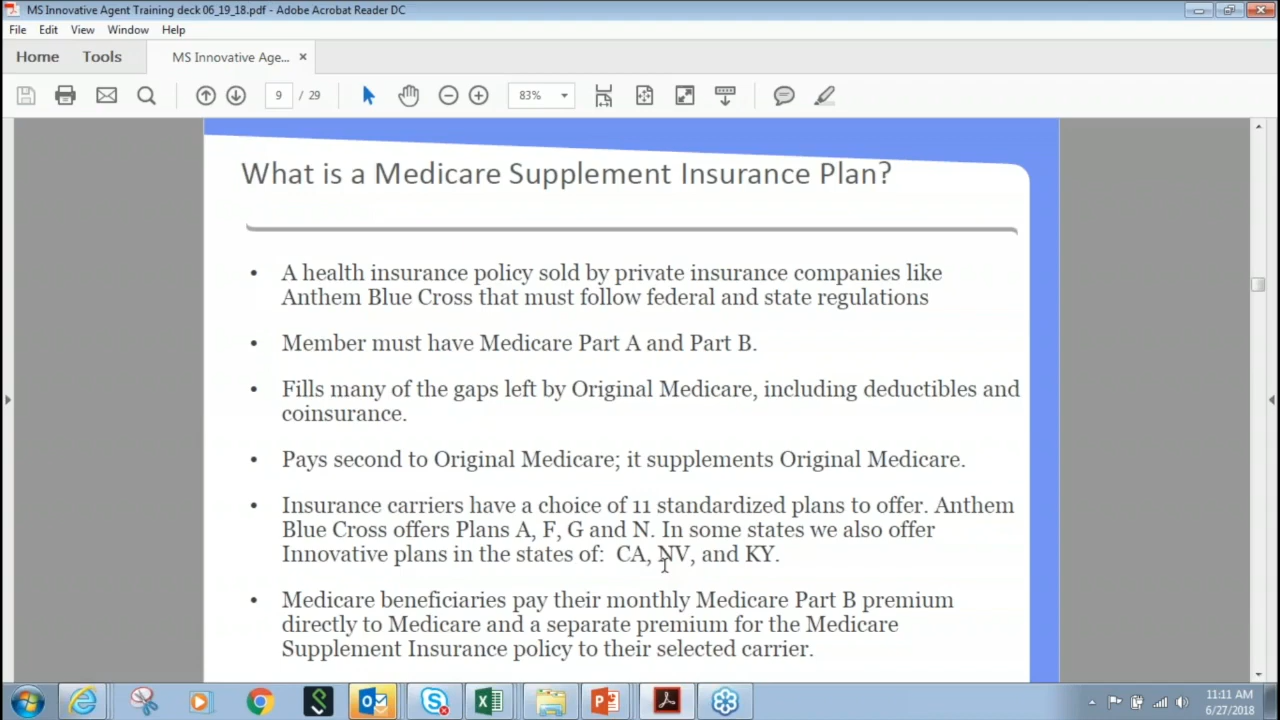 MS Innovative Agent Training deck 06_19_18.pdf - Adobe Acrobat Reader DC
File Edit View Window Help
Home Tools MS Innovative Age... ×
9 / 29 83%
What is a Medicare Supplement Insurance Plan?
• A health insurance policy sold by private insurance companies like
Anthem Blue Cross that must follow federal and state regulations
• Member must have Medicare Part A and Part B.
• Fills many of the gaps left by Original Medicare, including deductibles and
coinsurance.
• Pays second to Original Medicare; it supplements Original Medicare.
• Insurance carriers have a choice of 11 standardized plans to offer. Anthem
Blue Cross offers Plans A, F, G and N. In some states we also offer
Innovative plans in the states of: CA, NV, and KY.
• Medicare beneficiaries pay their monthly Medicare Part B premium
directly to Medicare and a separate premium for the Medicare
Supplement Insurance policy to their selected carrier.
11:11 AM
6/27/2018